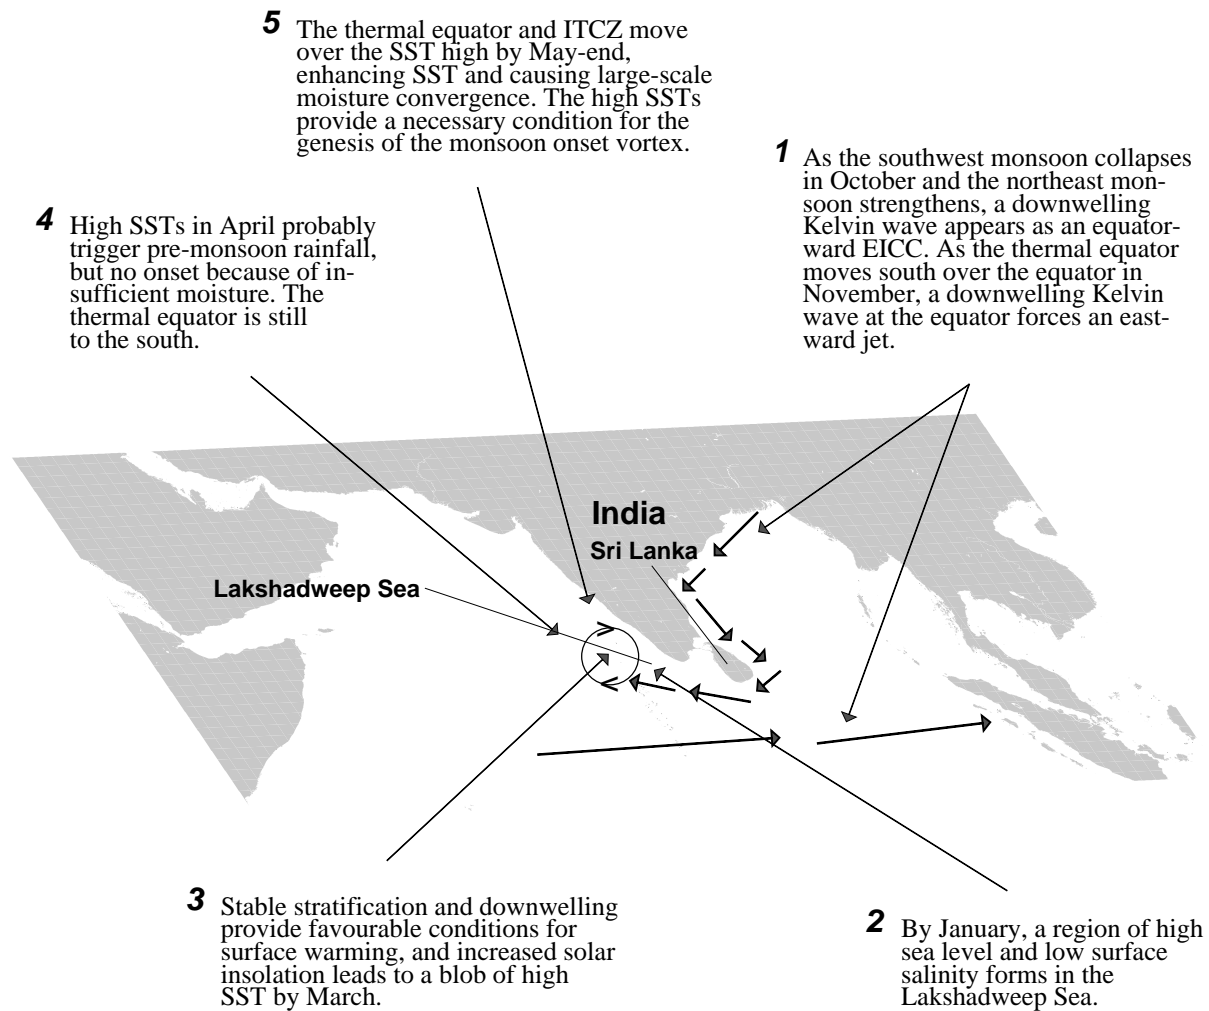 5 The thermal equator and ITCZ move
over the SST high by May-end,
enhancing SST and causing large-scale
moisture convergence. The high SSTs
provide a necessary condition for the
genesis of the monsoon onset vortex.
1 As the southwest monsoon collapses
in October and the northeast mon-
soon strengthens, a downwelling
Kelvin wave appears as an equator-
ward EICC. As the thermal equator
moves south over the equator in
November, a downwelling Kelvin
wave at the equator forces an east-
ward jet.
4 High SSTs in April probably
trigger pre-monsoon rainfall,
but no onset because of in-
sufficient moisture. The
thermal equator is still
to the south.
India
Sri Lanka
Lakshadweep Sea
3 Stable stratification and downwelling
provide favourable conditions for
surface warming, and increased solar
insolation leads to a blob of high
SST by March.
2 By January, a region of high
sea level and low surface
salinity forms in the
Lakshadweep Sea.